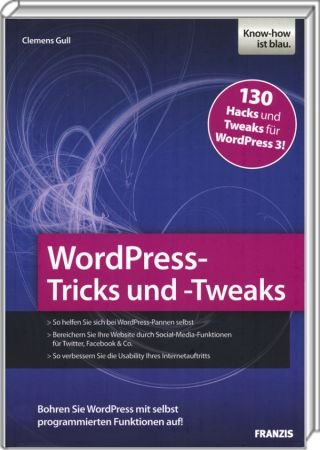 Clemens Gull
Know-how
ist blau.
130
Hacks und
Tweaks für
WordPress 3!
WordPress-
Tricks und -Tweaks
> So helfen Sie sich bei WordPress-Pannen selbst
> Bereichern Sie Ihre Website durch Social-Media-Funktionen
für Twitter, Facebook & Co.
> So verbessern Sie die Usability Ihres Internetauftritts
Bohren Sie WordPress mit selbst
programmierten Funktionen auf!
FRANZIS